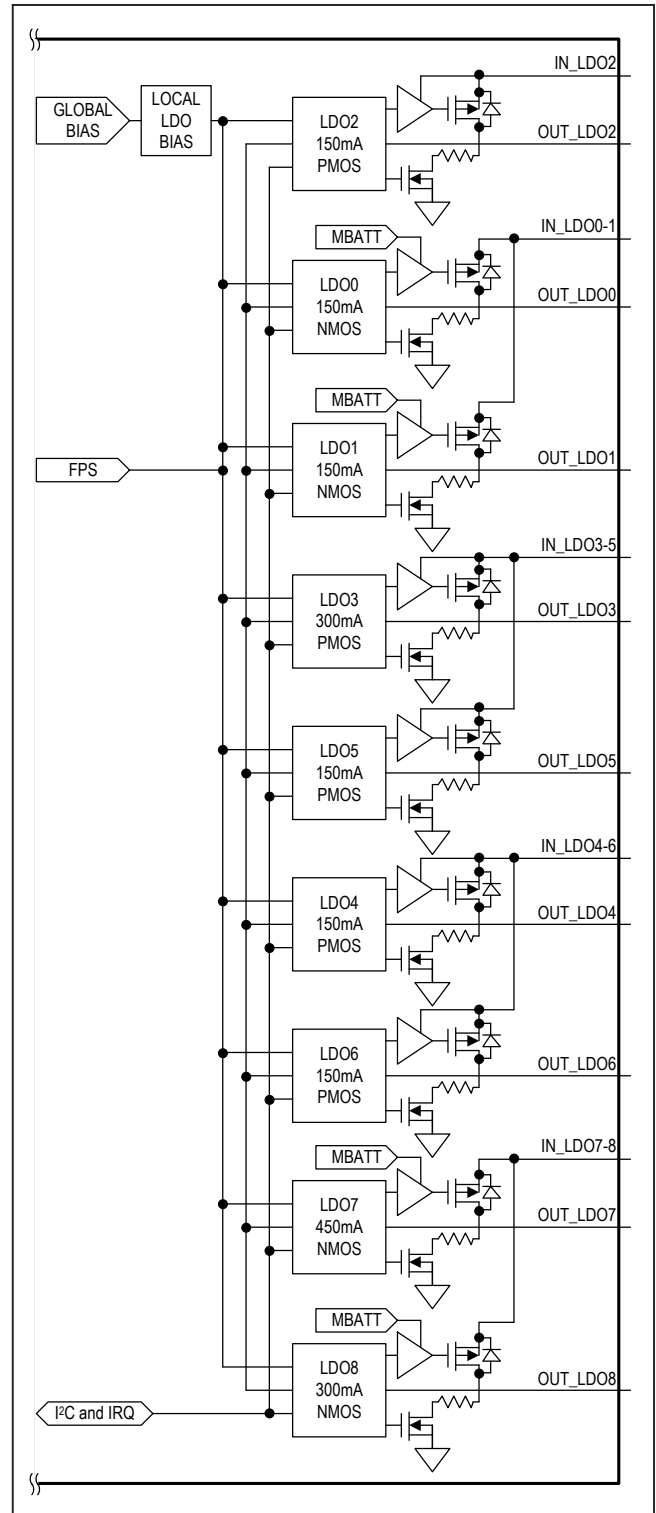 IN_LDO2
GLOBAL
BIAS
LOCAL
LDO
BIAS
LDO2
150mA
PMOS
OUT_LDO2
MBATT
IN_LDO0-1
LDO0
150mA
NMOS
OUT_LDO0
MBATT
LDO1
150mA
NMOS
OUT_LDO1
FPS
IN_LDO3-5
LDO3
300mA
PMOS
OUT_LDO3
LDO5
150mA
PMOS
OUT_LDO5
IN_LDO4-6
LDO4
150mA
PMOS
OUT_LDO4
LDO6
150mA
PMOS
OUT_LDO6
MBATT
IN_LDO7-8
LDO7
450mA
NMOS
OUT_LDO7
MBATT
LDO8
300mA
NMOS
OUT_LDO8
I²C and IRQ